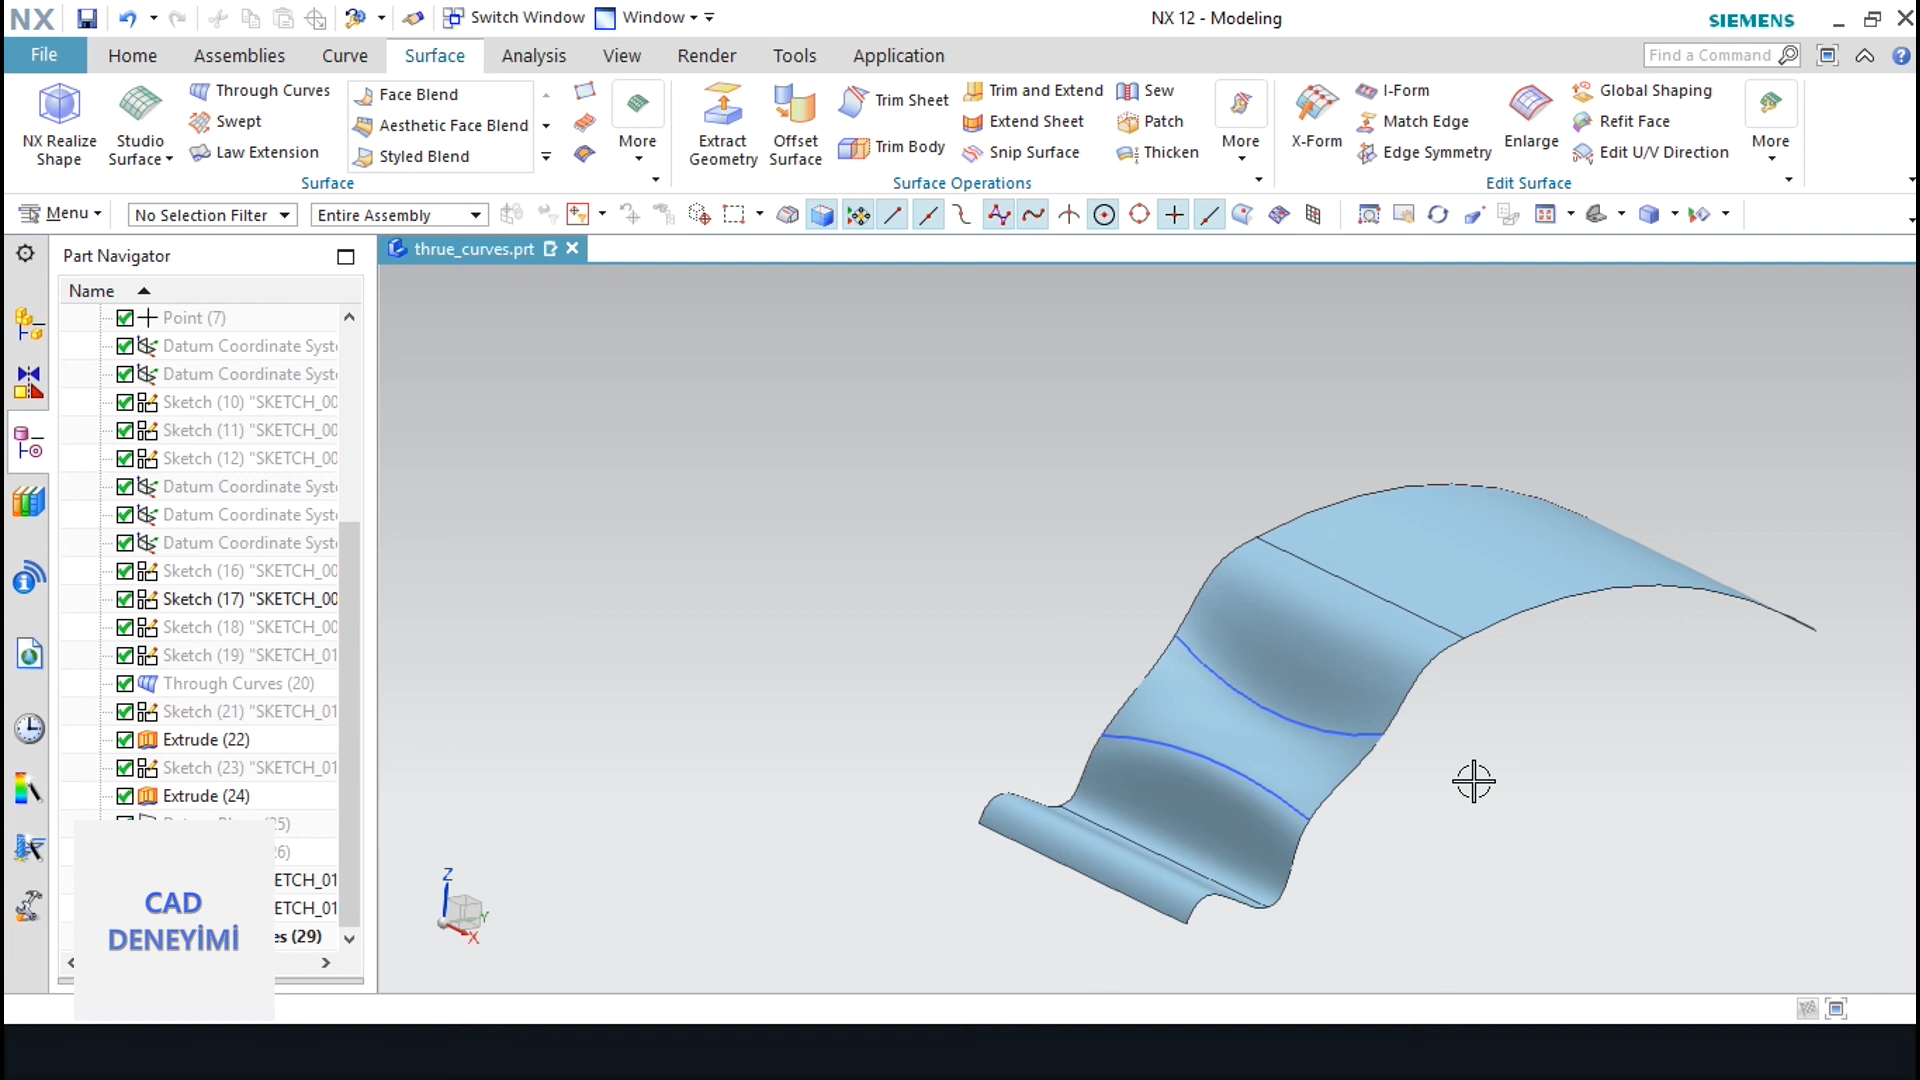 NX
Switch Window
Window
NX 12 - Modeling
SIEMENS
File
Home
Assemblies
Curve
Surface
Analysis
View
Render
Tools
Application
Find a Command
NX Realize
Shape
Studio
Surface
Through Curves
Swept
Law Extension
Face Blend
Aesthetic Face Blend
Styled Blend
More
Surface
Extract
Geometry
Offset
Surface
Trim Sheet
Trim Body
Trim and Extend
Extend Sheet
Snip Surface
Sew
Patch
Thicken
More
Surface Operations
X-Form
I-Form
Match Edge
Edge Symmetry
Enlarge
Global Shaping
Refit Face
Edit U/V Direction
More
Edit Surface
Menu
No Selection Filter
Entire Assembly
Part Navigator
thrue_curves.prt
Name
Point (7)
Datum Coordinate Syst
Datum Coordinate Syst
Sketch (10) "SKETCH_00
Sketch (11) "SKETCH_00
Sketch (12) "SKETCH_00
Datum Coordinate Syst
Datum Coordinate Syst
Datum Coordinate Syst
Sketch (16) "SKETCH_00
Sketch (17) "SKETCH_00
Sketch (18) "SKETCH_00
Sketch (19) "SKETCH_01
Through Curves (20)
Sketch (21) "SKETCH_01
Extrude (22)
Sketch (23) "SKETCH_01
Extrude (24)
25)
26)
ETCH_01
ETCH_01
es (29)
CAD
DENEYİMİ
Z
Y
X